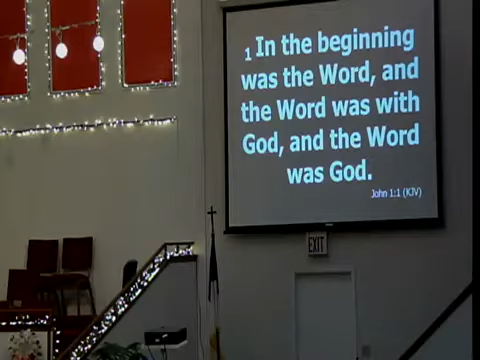 1 In the beginning
was the Word, and
the Word was with
God, and the Word
was God.
John 1:1 (KJV)
EXIT